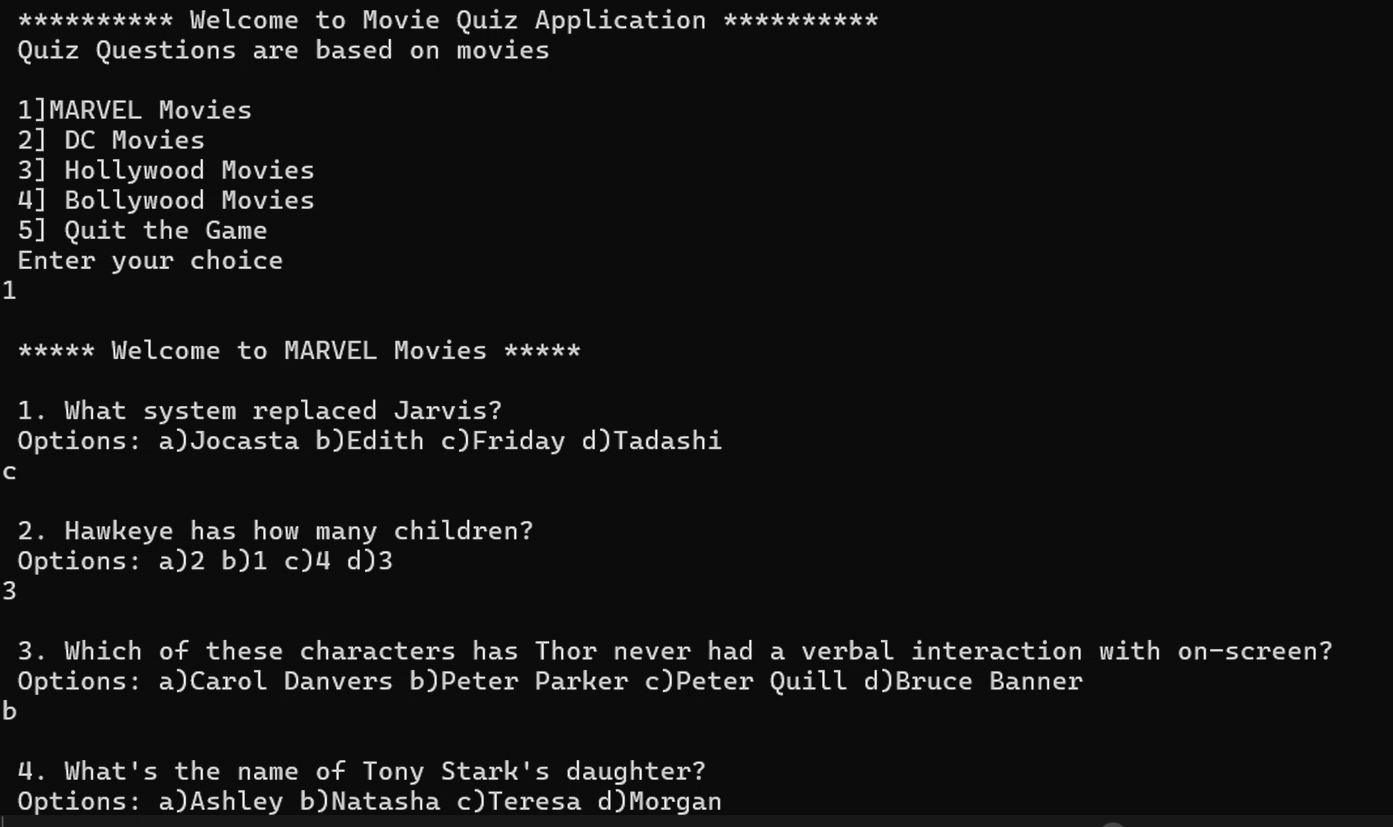 ********** Welcome to Movie Quiz Application **********
Quiz Questions are based on movies
1]MARVEL Movies
2] DC Movies
3] Hollywood Movies
4] Bollywood Movies
5] Quit the Game
Enter your choice
1
***** Welcome to MARVEL Movies *****
1. What system replaced Jarvis?
Options: a)Jocasta b)Edith c)Friday d)Tadashi
c
2. Hawkeye has how many children?
Options: a)2 b)1 c)4 d)3
3
3. Which of these characters has Thor never had a verbal interaction with on-screen?
Options: a)Carol Danvers b)Peter Parker c)Peter Quill d)Bruce Banner
b
4. What's the name of Tony Stark's daughter?
Options: a)Ashley b)Natasha c)Teresa d)Morgan